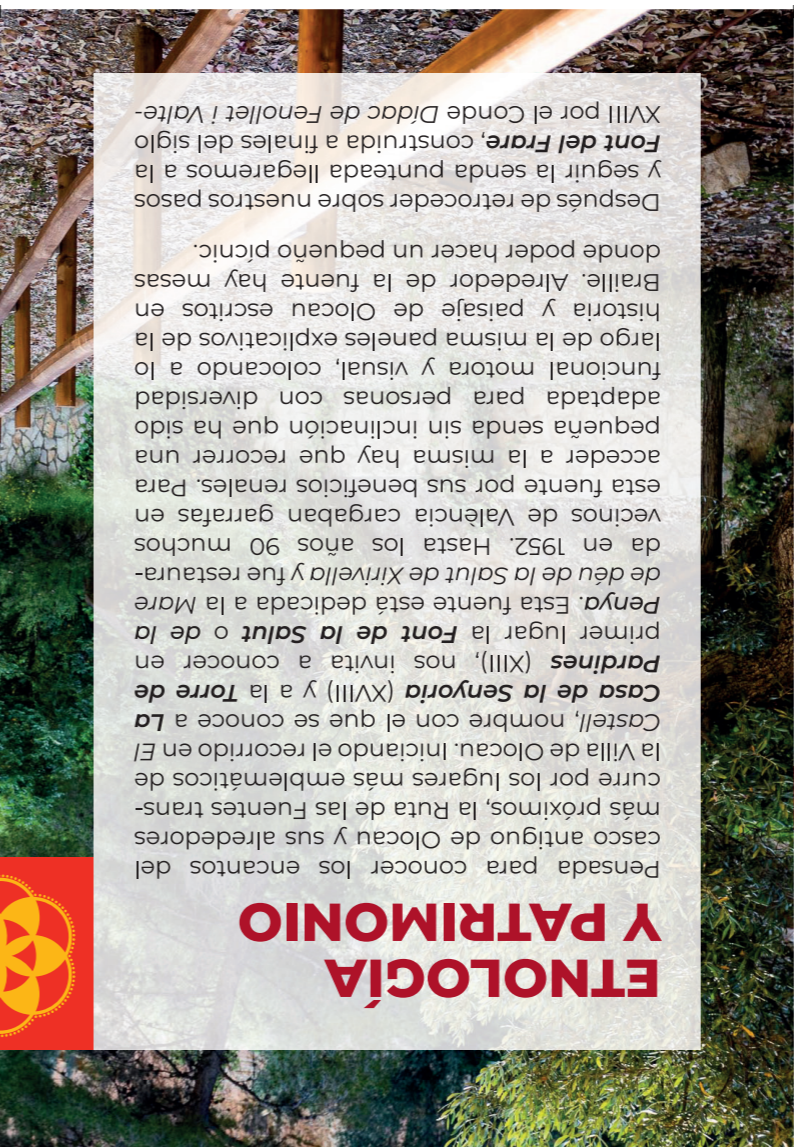 ETNOLOGÍA
Y PATRIMONIO
Pensada para conocer los encantos del
casco antiguo de Olocau y sus alrededores
más próximos, la Ruta de las Fuentes trans-
curre por los lugares más emblemáticos de
la Villa de Olocau. Iniciando el recorrido en El
Castell, nombre con el que se conoce a La
Casa de la Senyoria (XVIII) y a la Torre de
Pardines (XIII), nos invita a conocer en
primer lugar la Font de la Salut o de la
Penya. Esta fuente está dedicada a la Mare
de déu de la Salut de Xirivella y fue restaura-
da en 1952. Hasta los años 90 muchos
vecinos de València cargaban garrafas en
esta fuente por sus beneficios renales. Para
acceder a la misma hay que recorrer una
pequeña senda sin inclinación que ha sido
adaptada para personas con diversidad
funcional motora y visual, colocando a lo
largo de la misma paneles explicativos de la
historia y paisaje de Olocau escritos en
Braille. Alrededor de la fuente hay mesas
donde poder hacer un pequeño pícnic.
Después de retroceder sobre nuestros pasos
y seguir la senda punteada llegaremos a la
Font del Frare, construida a finales del siglo
XVIII por el Conde Dídac de Fenollet i Valte-